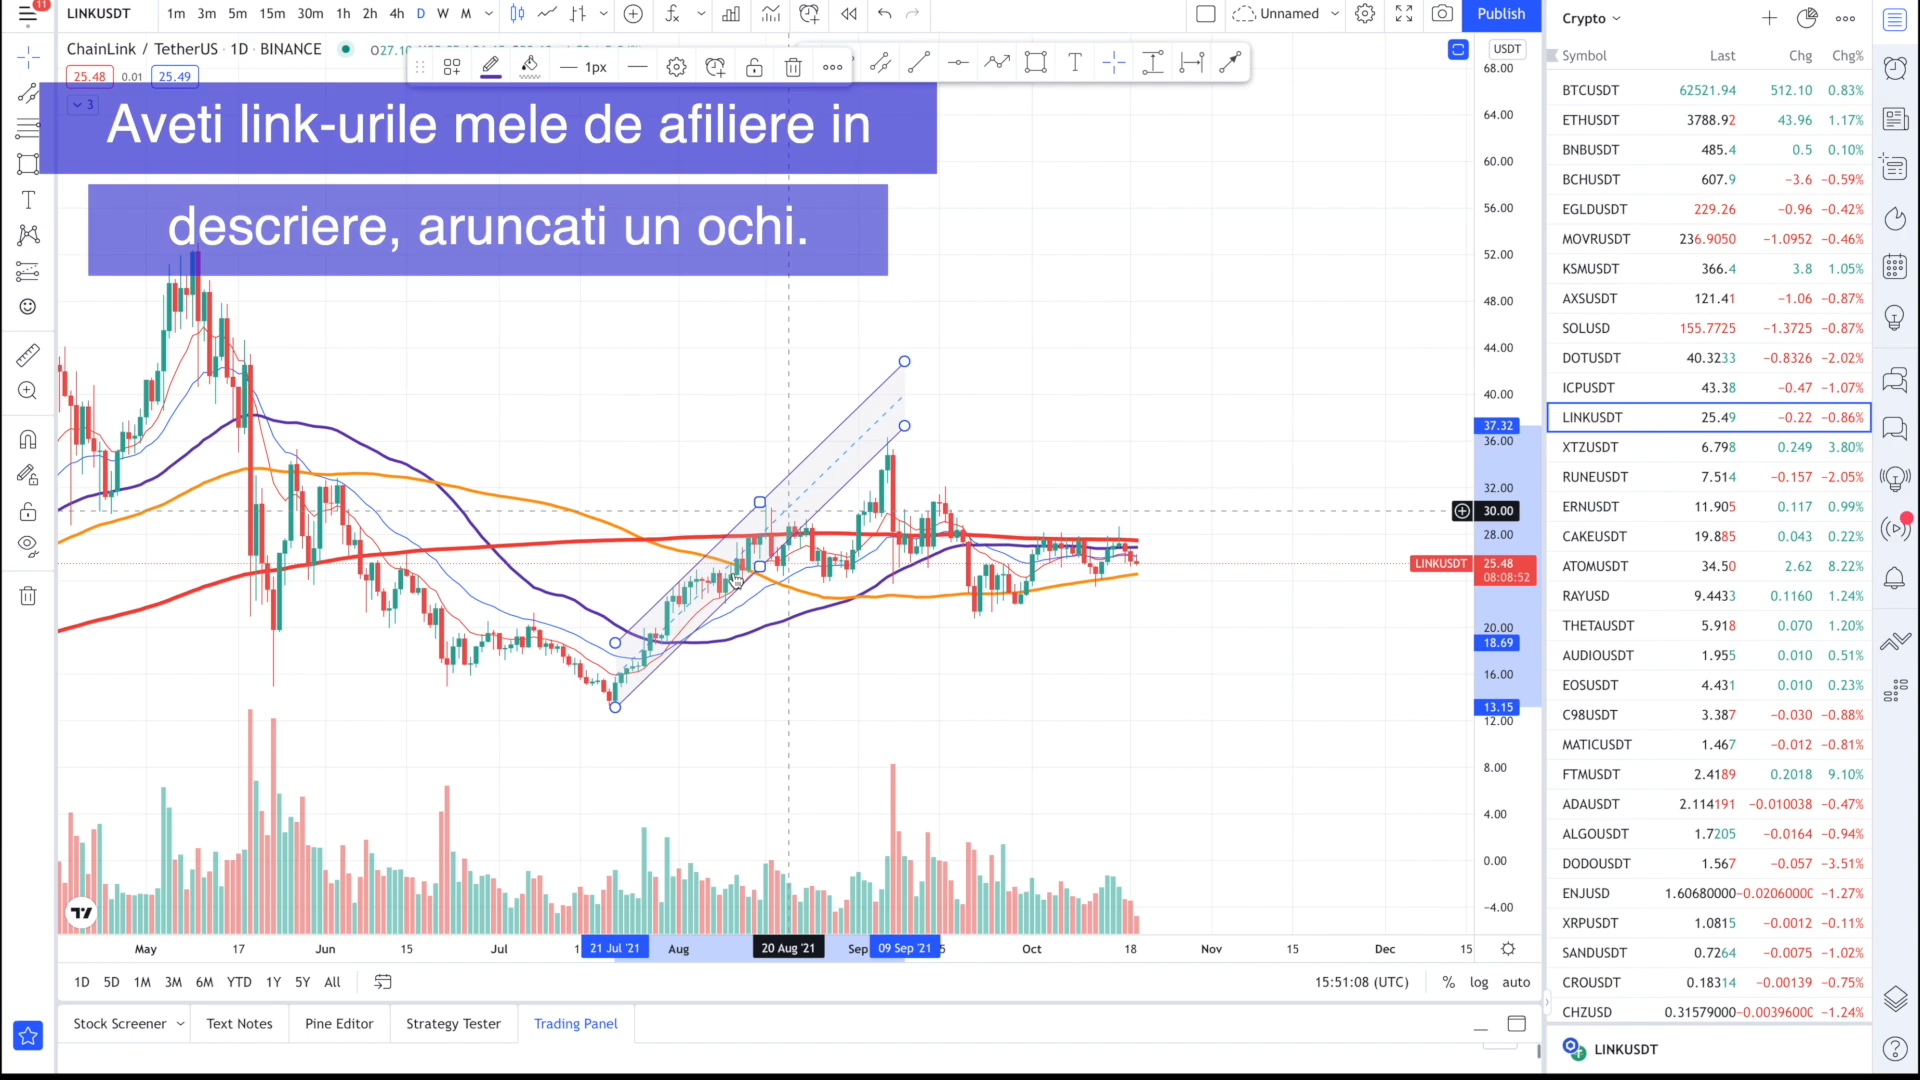 11
LINKUSDT
1m 3m 5m 15m 30m 1h 2h 4h D W M
Unnamed
Publish
ChainLink / TetherUS · 1D · BINANCE
25.48 0.01 25.49
1px
3
Aveti link-urile mele de afiliere in
descriere, aruncati un ochi.
USDT
68.00
64.00
60.00
56.00
52.00
48.00
44.00
40.00
37.32
36.00
32.00
30.00
28.00
LINKUSDT 25.48
08:08:52
20.00
18.69
16.00
13.15
12.00
8.00
4.00
0.00
−4.00
May 17 Jun 15 Jul 21 Jul '21 Aug 20 Aug '21 Sep 09 Sep '21 Oct 18 Nov 15 Dec 15
1D 5D 1M 3M 6M YTD 1Y 5Y All
15:51:08 (UTC) % log auto
Stock Screener Text Notes Pine Editor Strategy Tester Trading Panel
Crypto
Symbol Last Chg Chg%
BTCUSDT 62521.94 512.10 0.83%
ETHUSDT 3788.92 43.96 1.17%
BNBUSDT 485.4 0.5 0.10%
BCHUSDT 607.9 −3.6 −0.59%
EGLDUSDT 229.26 −0.96 −0.42%
MOVRUSDT 236.9050 −1.0952 −0.46%
KSMUSDT 366.4 3.8 1.05%
AXSUSDT 121.41 −1.06 −0.87%
SOLUSD 155.7725 −1.3725 −0.87%
DOTUSDT 40.3233 −0.8326 −2.02%
ICPUSDT 43.38 −0.47 −1.07%
LINKUSDT 25.49 −0.22 −0.86%
XTZUSDT 6.798 0.249 3.80%
RUNEUSDT 7.514 −0.157 −2.05%
ERNUSDT 11.905 0.117 0.99%
CAKEUSDT 19.885 0.043 0.22%
ATOMUSDT 34.50 2.62 8.22%
RAYUSD 9.4433 0.1160 1.24%
THETAUSDT 5.918 0.070 1.20%
AUDIOUSDT 1.955 0.010 0.51%
EOSUSDT 4.431 0.010 0.23%
C98USDT 3.387 −0.030 −0.88%
MATICUSDT 1.467 −0.012 −0.81%
FTMUSDT 2.4189 0.2018 9.10%
ADAUSDT 2.114191 −0.010038 −0.47%
ALGOUSDT 1.7205 −0.0164 −0.94%
DODOUSDT 1.567 −0.057 −3.51%
ENJUSD 1.60680000 −0.0206000 −1.27%
XRPUSDT 1.0815 −0.0012 −0.11%
SANDUSDT 0.7264 −0.0075 −1.02%
CROUSDT 0.18314 −0.00139 −0.75%
CHZUSD 0.31579000 −0.0039600 −1.24%
LINKUSDT